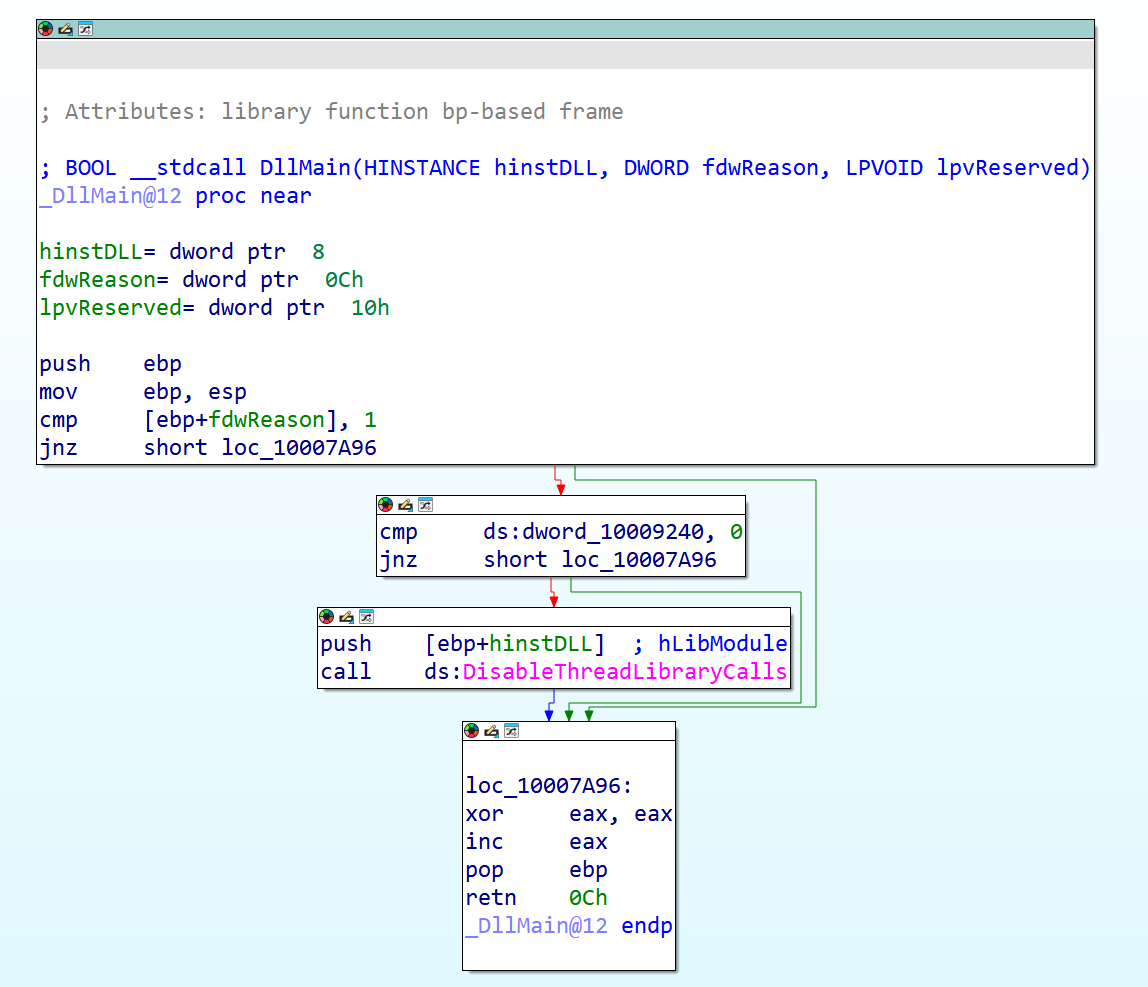 ; Attributes: library function bp-based frame
; BOOL __stdcall DllMain(HINSTANCE hinstDLL, DWORD fdwReason, LPVOID lpvReserved)
_DllMain@12 proc near
hinstDLL= dword ptr  8
fdwReason= dword ptr  0Ch
lpvReserved= dword ptr  10h
push    ebp
mov     ebp, esp
cmp     [ebp+fdwReason], 1
jnz     short loc_10007A96
cmp     ds:dword_10009240, 0
jnz     short loc_10007A96
push    [ebp+hinstDLL]  ; hLibModule
call    ds:DisableThreadLibraryCalls
loc_10007A96:
xor     eax, eax
inc     eax
pop     ebp
retn    0Ch
_DllMain@12 endp